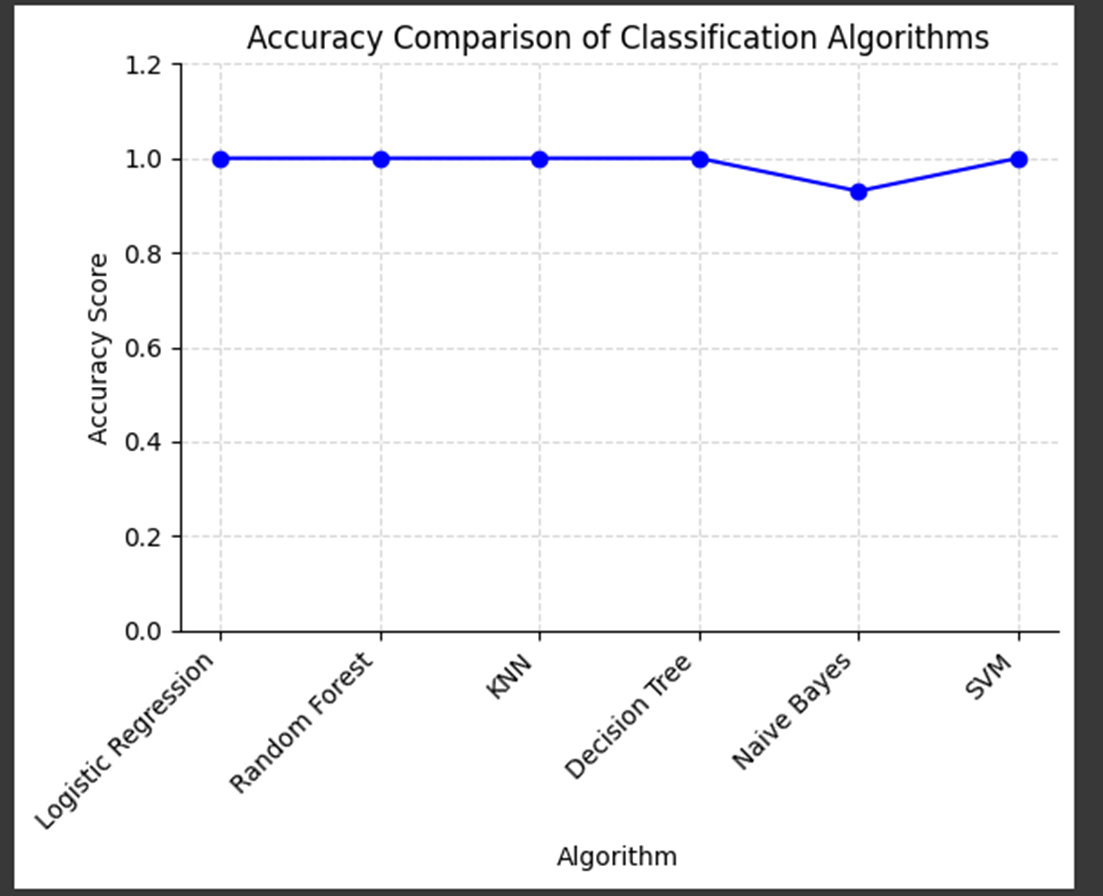 Accuracy Comparison of Classification Algorithms
1.2
1.0
0.8
0.6
0.4
0.2
0.0
Accuracy Score
Logistic Regression
Random Forest
KNN
Decision Tree
Naive Bayes
SVM
Algorithm